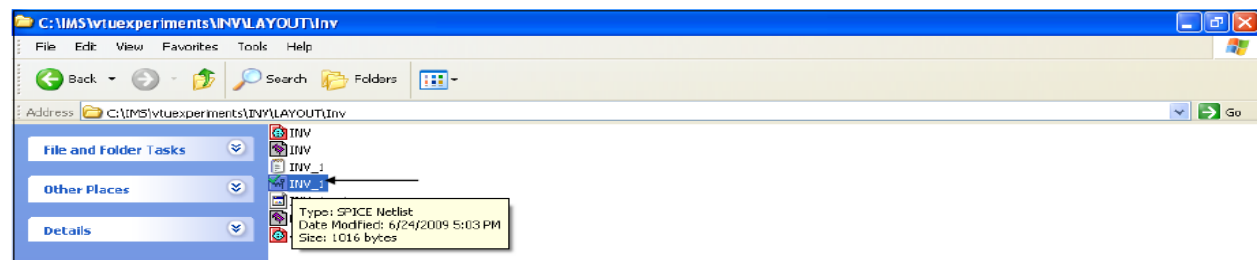 C:\IMS\vtuexperiments\INV\LAYOUT\Inv
File Edit View Favorites Tools Help
Back Search Folders
Address C:\IMS\vtuexperiments\INV\LAYOUT\Inv Go
File and Folder Tasks
Other Places
Details
INV
INV
INV_1
INV_1
Type: SPICE Netlist
Date Modified: 6/24/2009 5:03 PM
Size: 1016 bytes